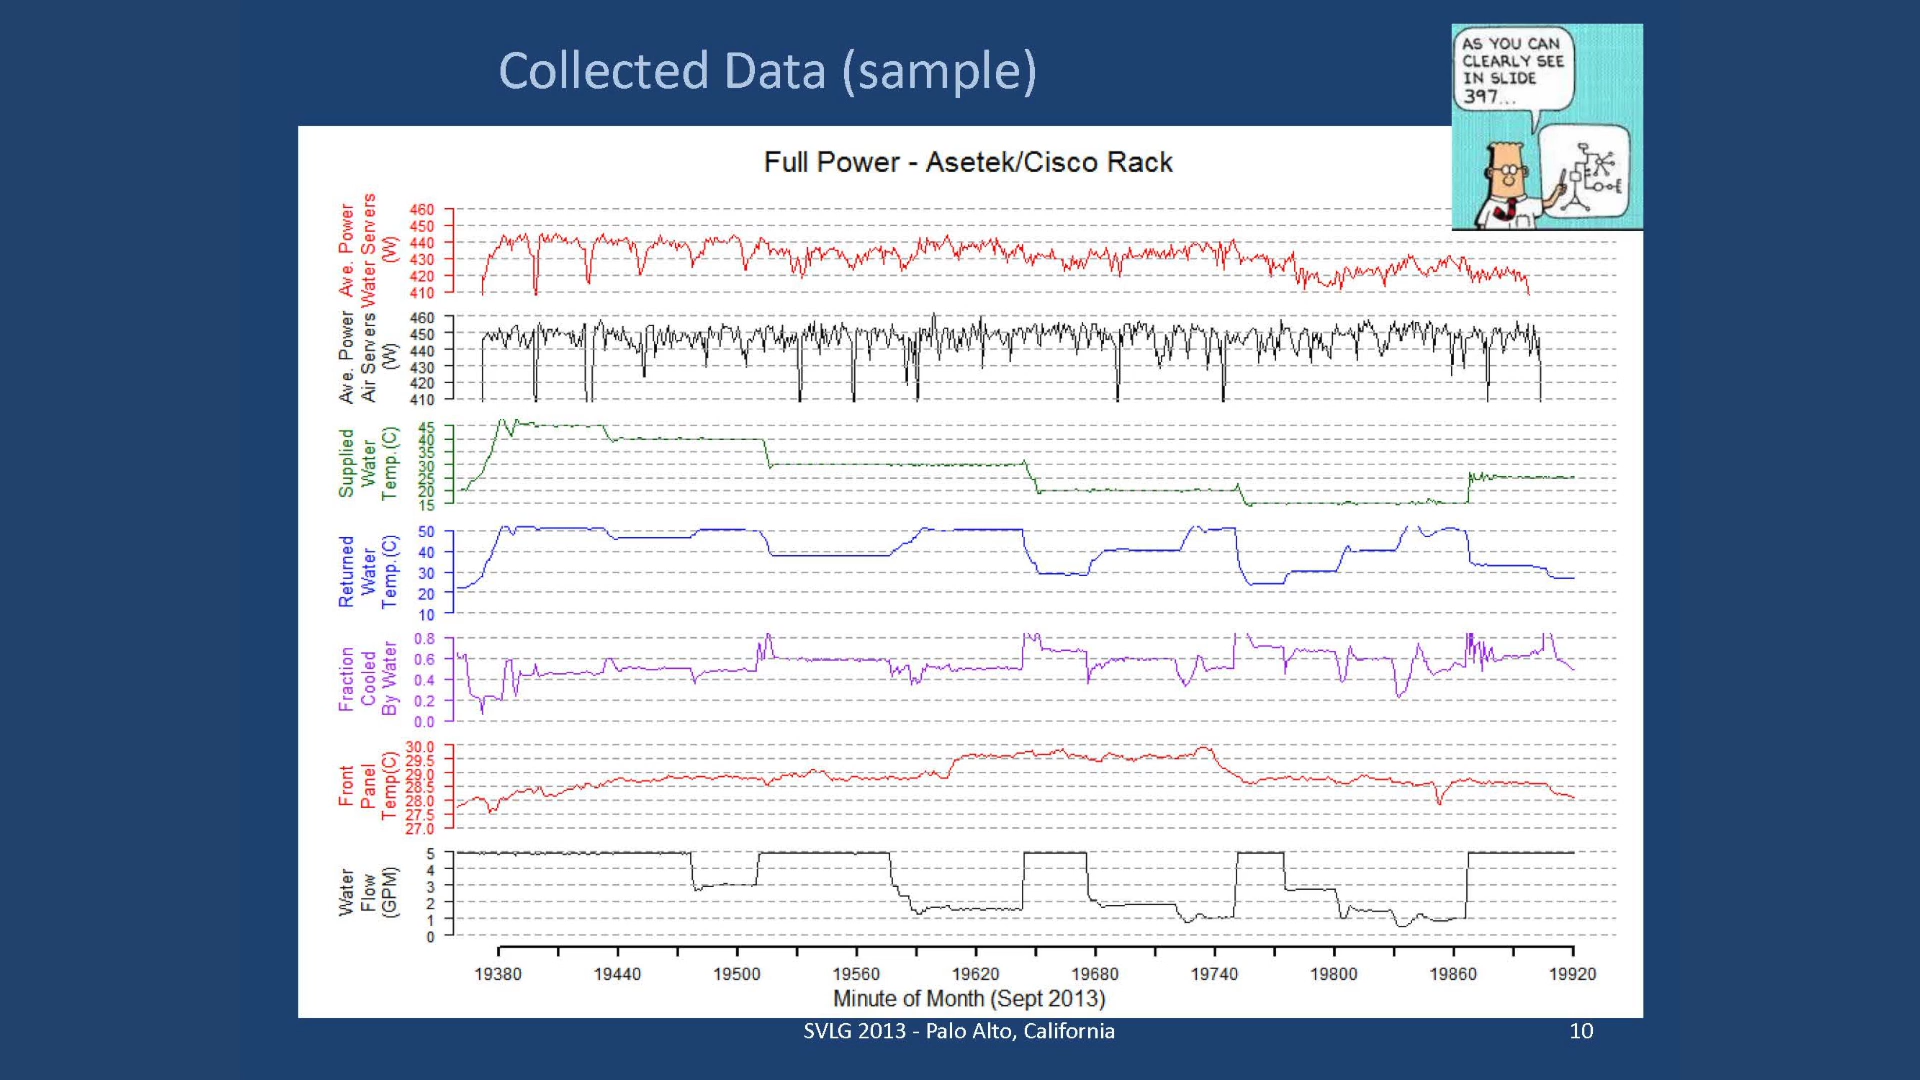 Collected Data (sample)
AS YOU CAN
CLEARLY SEE
IN SLIDE
397...
Full Power - Asetek/Cisco Rack
Ave. Power
Water Servers
(W)
460
450
440
430
420
410
Ave. Power
Air Servers
(W)
460
450
440
430
420
410
Supplied
Water
Temp.(C)
45
40
35
30
25
20
15
Returned
Water
Temp.(C)
50
40
30
20
10
Fraction
Cooled
By Water
0.8
0.6
0.4
0.2
0.0
Front
Panel
Temp(C)
30.0
29.5
29.0
28.5
28.0
27.5
27.0
Water
Flow
(GPM)
5
4
3
2
1
0
19380 19440 19500 19560 19620 19680 19740 19800 19860 19920
Minute of Month (Sept 2013)
SVLG 2013 - Palo Alto, California
10